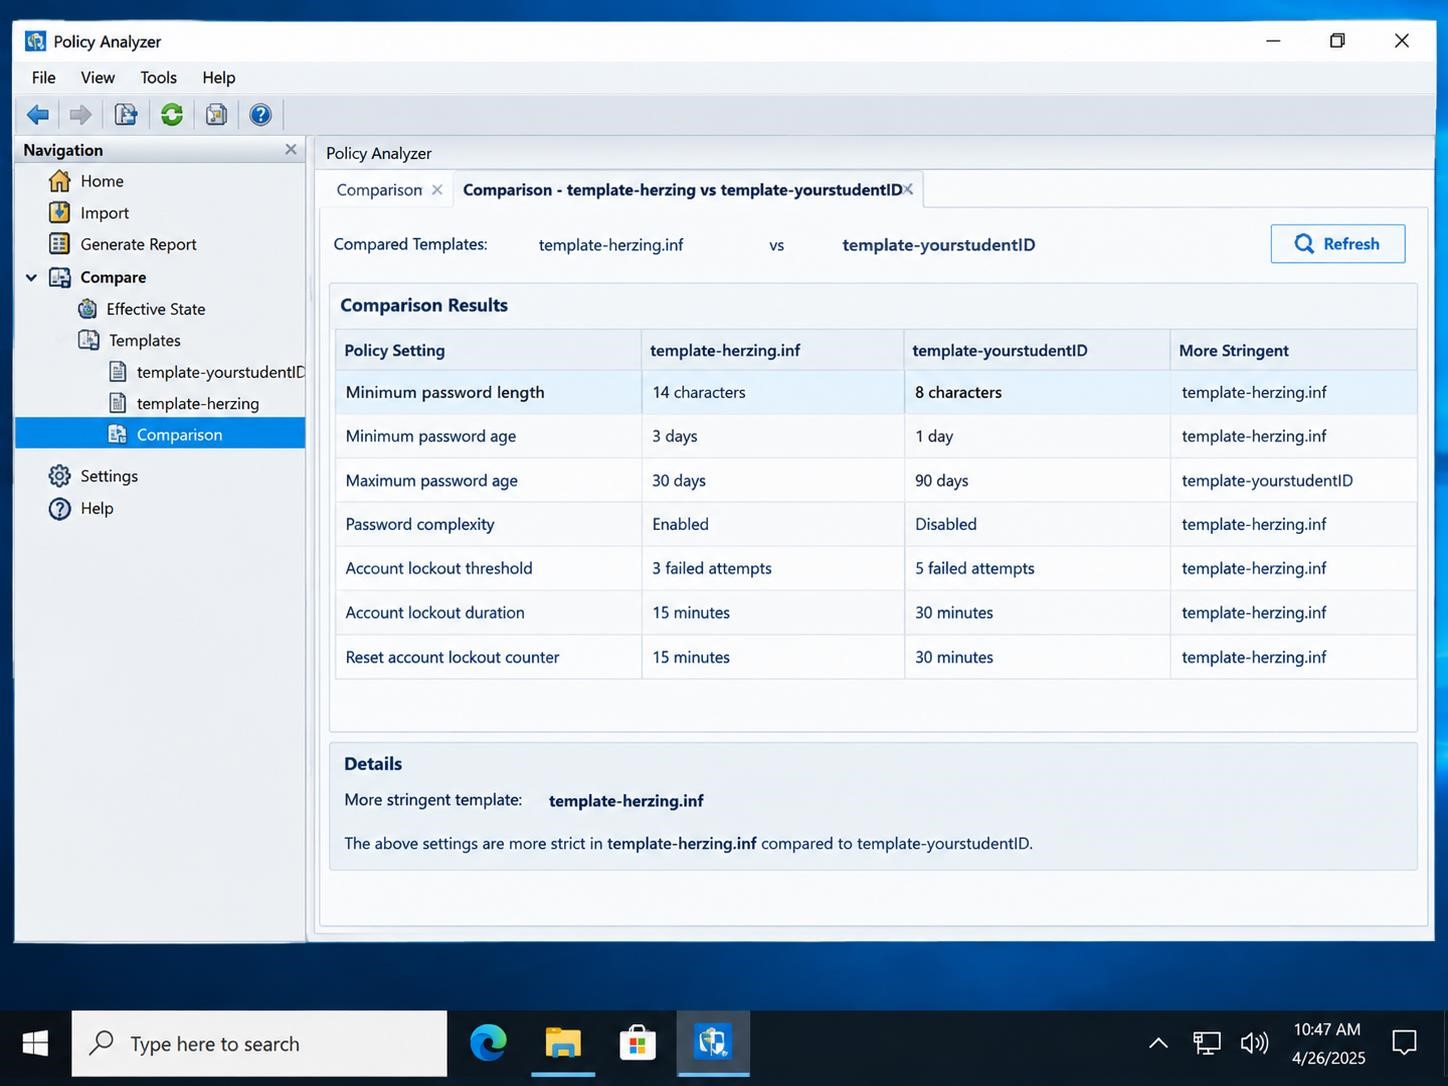 Policy Analyzer
File View Tools Help
Navigation
Home
Import
Generate Report
Compare
Effective State
Templates
template-yourstudentID
template-herzing
Comparison
Settings
Help
Policy Analyzer
Comparison
Comparison - template-herzing vs template-yourstudentID
Compared Templates: template-herzing.inf vs template-yourstudentID
Refresh
Comparison Results
Policy Setting template-herzing.inf template-yourstudentID More Stringent
Minimum password length 14 characters 8 characters template-herzing.inf
Minimum password age 3 days 1 day template-herzing.inf
Maximum password age 30 days 90 days template-yourstudentID
Password complexity Enabled Disabled template-herzing.inf
Account lockout threshold 3 failed attempts 5 failed attempts template-herzing.inf
Account lockout duration 15 minutes 30 minutes template-herzing.inf
Reset account lockout counter 15 minutes 30 minutes template-herzing.inf
Details
More stringent template: template-herzing.inf
The above settings are more strict in template-herzing.inf compared to template-yourstudentID.
Type here to search
10:47 AM
4/26/2025